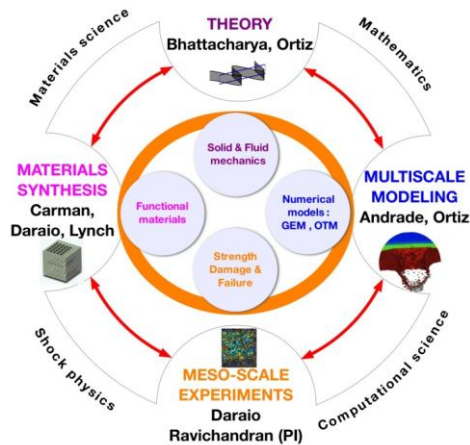 THEORY
Bhattacharya, Ortiz
Materials science
Mathematics
Solid & Fluid
mechanics
MATERIALS
SYNTHESIS
Carman,
Daraio, Lynch
Functional
materials
Numerical
models :
GEM , OTM
MULTISCALE
MODELING
Andrade, Ortiz
Strength
Damage &
Failure
Shock physics
Computational science
MESO-SCALE
EXPERIMENTS
Daraio
Ravichandran (PI)